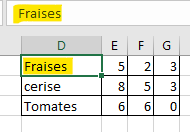 Fraises
D E F G
Fraises 5 2 3
cerise 8 5 3
Tomates 6 6 0